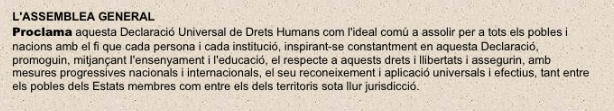 L'ASSEMBLEA GENERAL
Proclama aquesta Declaració Universal de Drets Humans com l'ideal comú a assolir per a tots els pobles i
nacions amb el fi que cada persona i cada institució, inspirant-se constantment en aquesta Declaració,
promoguin, mitjançant l'ensenyament i l'educació, el respecte a aquests drets i llibertats i assegurin, amb
mesures progressives nacionals i internacionals, el seu reconeixement i aplicació universals i efectius, tant entre
els pobles dels Estats membres com entre els dels territoris sota llur jurisdicció.